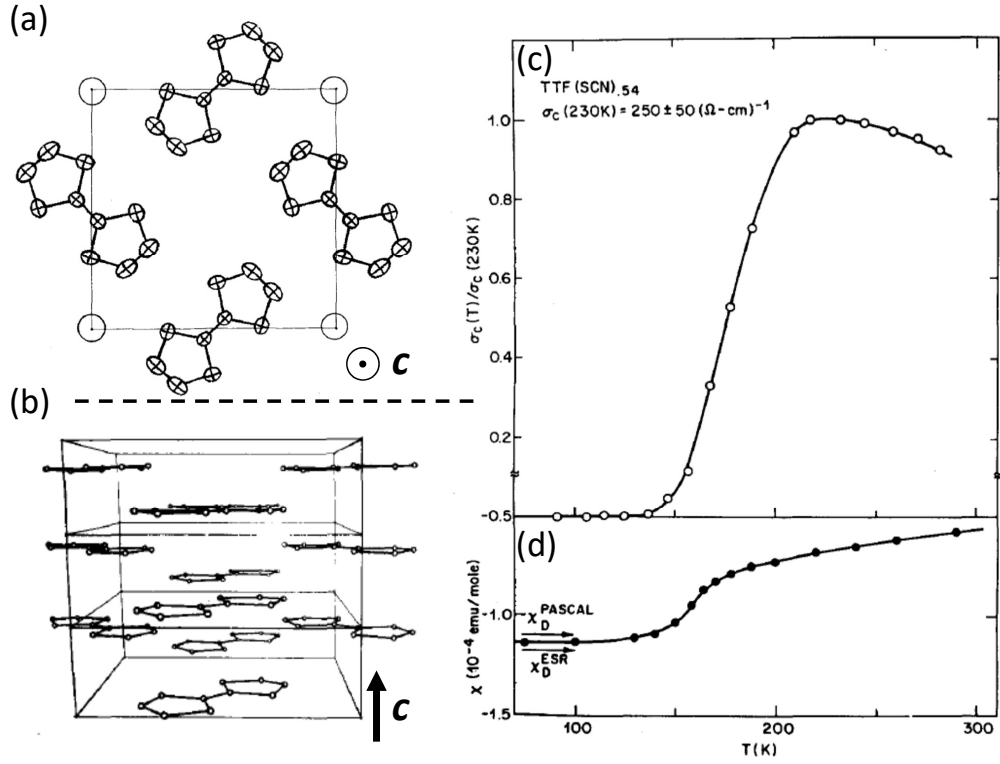 (a)
c
(b)
c
(c)
TTF (SCN).54
σc (230K) = 250 ± 50 (Ω-cm)⁻¹
σc (T)/σc (230K)
1.0
0.8
0.6
0.4
0.2
-0.5
(d)
χ (10⁻⁴ emu/mole)
χD PASCAL
χD ESR
-1.0
-1.5
100
200
300
T(K)